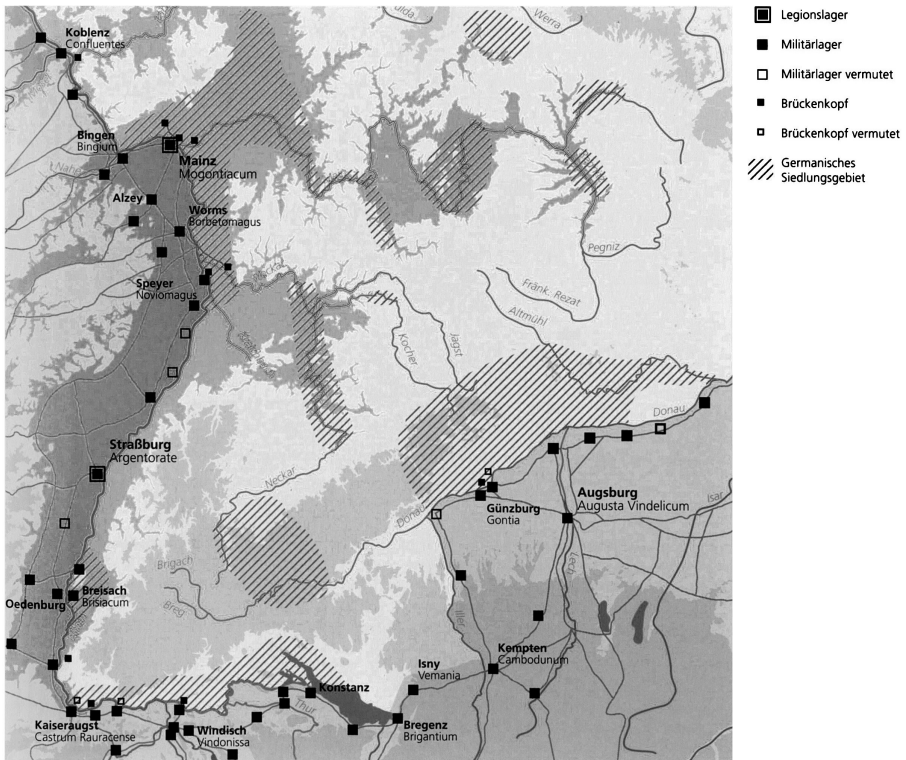 Fulda.
Werra
Koblenz
Confluentes
Bingen
Bingium
Nahe
Mainz
Mogontiacum
Alzey
Worms
Borbetomagus
Pegniz
Neckar
Speyer
Noviomagus
Fränk. Rezat
Altmühl
Kocher
Jagst
Donau
Straßburg
Argentorate
Neckar
Donau
Günzburg
Gontia
Augsburg
Augusta Vindelicum
Isar
Lech
Brigach
Breg
Breisach
Brisiacum
Oedenburg
Iller
Kempten
Cambodunum
Isny
Vemania
Konstanz
Thur
Bregenz
Brigantium
Kaiseraugst
Castrum Rauracense
Windisch
Vindonissa
Legionslager
Militärlager
Militärlager vermutet
Brückenkopf
Brückenkopf vermutet
Germanisches
Siedlungsgebiet